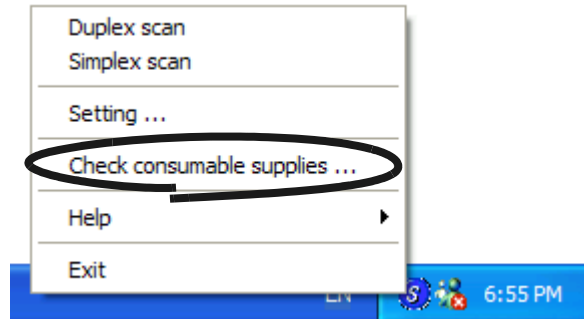 Duplex scan
Simplex scan
Setting ...
Check consumable supplies ...
Help
Exit
EN
S
6:55 PM